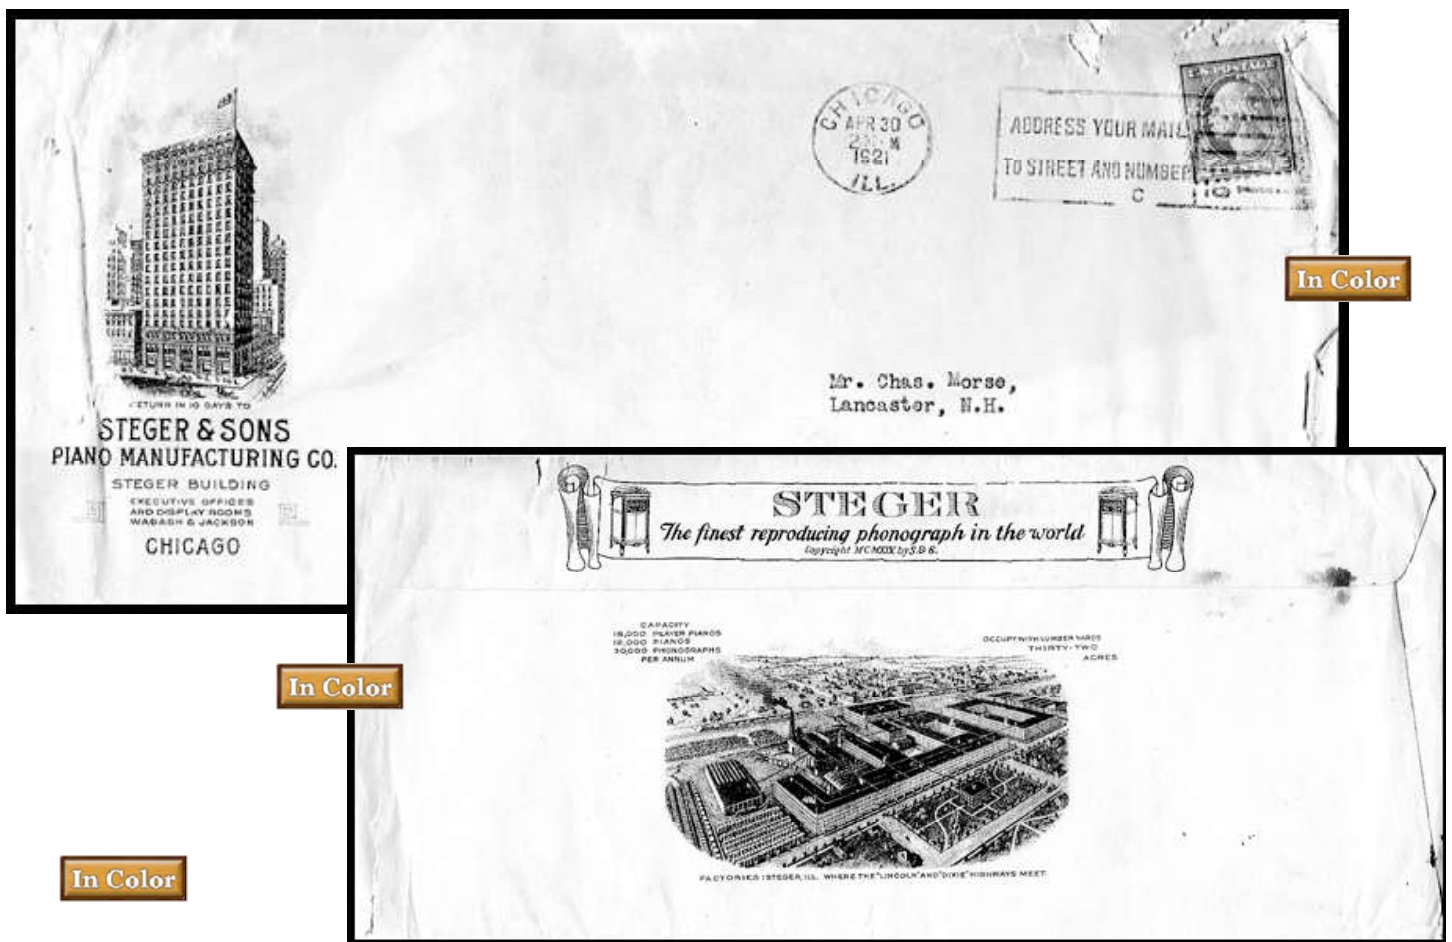 CHICAGO
APR 30
1921
ILL.
ADDRESS YOUR MAIL
TO STREET AND NUMBER
C
U.S. POSTAGE
In Color
Mr. Chas. Morse,
Lancaster, N.H.
RETURN IN 10 DAYS TO
STEGER & SONS
PIANO MANUFACTURING CO.
STEGER BUILDING
EXECUTIVE OFFICES
AND DISPLAY ROOMS
WABASH & JACKSON
CHICAGO
STEGER
The finest reproducing phonograph in the world
Copyright MCMXIX by S.& S.
CAPACITY
18,000 PLAYER PIANOS
12,000 PIANOS
30,000 PHONOGRAPHS
PER ANNUM
OCCUPY WITH LUMBER YARDS
THIRTY-TWO
ACRES
In Color
FACTORIES: STEGER, ILL. WHERE THE "LINCOLN" AND "DIXIE" HIGHWAYS MEET
In Color